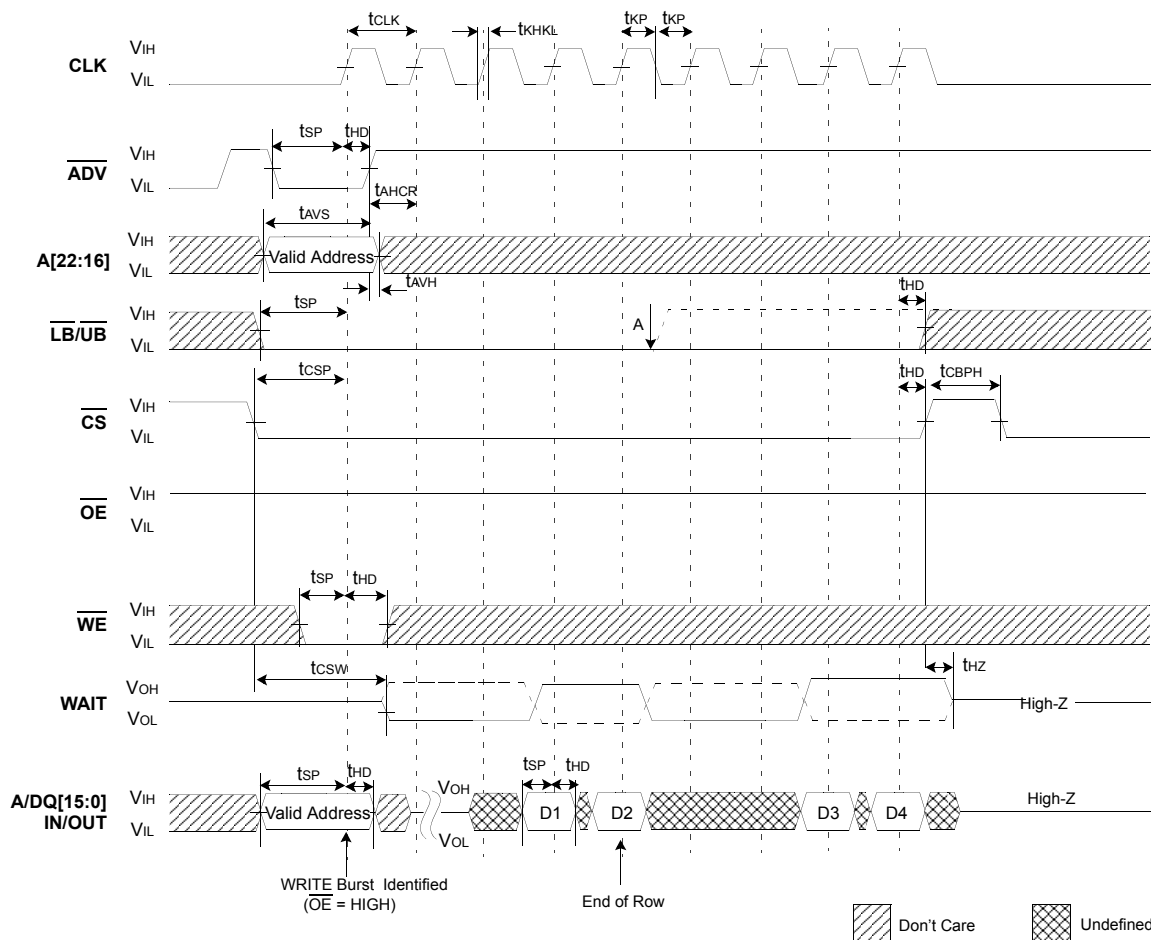 tCLK tKHKL tKP tKP
CLK VIH
VIL
tSP tHD
ADV VIH
VIL
tAHCR
tAVS
A[22:16] VIH
VIL
Valid Address
tAVH
tSP
LB/UB VIH
VIL
A
tHD
tCSP
tHD tCBPH
CS VIH
VIL
OE VIH
VIL
tSP tHD
WE VIH
VIL
tCSW
tHZ
WAIT VOH
VOL
High-Z
tSP tHD
VOH
tSP tHD
A/DQ[15:0]
IN/OUT
VIH
VIL
Valid Address
VOL
D1 D2 D3 D4
High-Z
WRITE Burst Identified
(OE = HIGH)
End of Row
Don't Care
Undefined